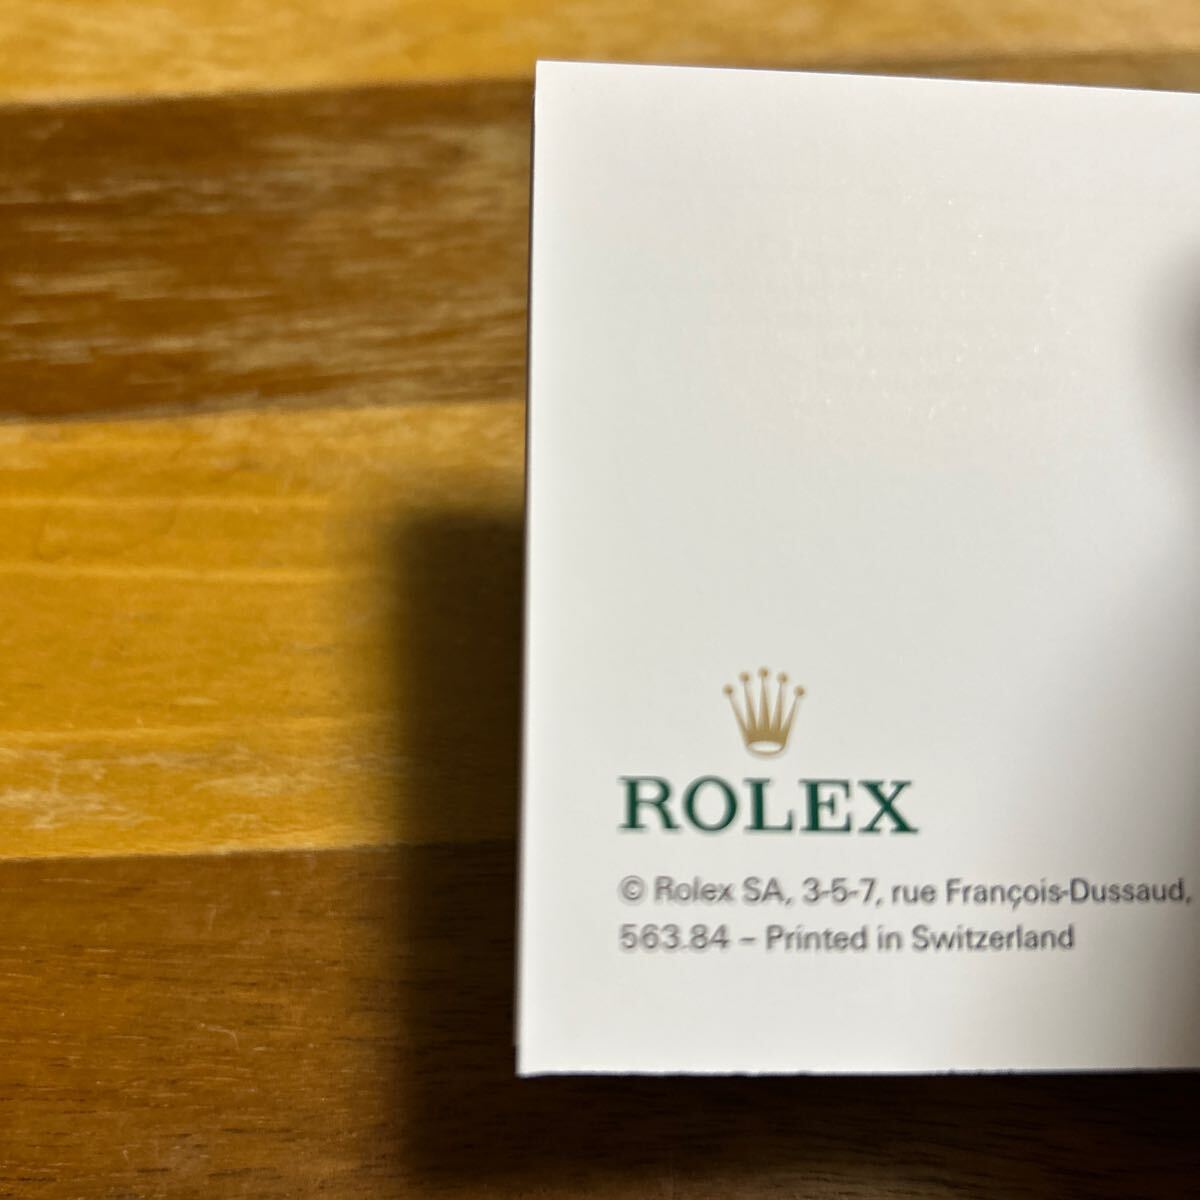 ROLEX
© Rolex SA, 3-5-7, rue François-Dussaud,
563.84 – Printed in Switzerland